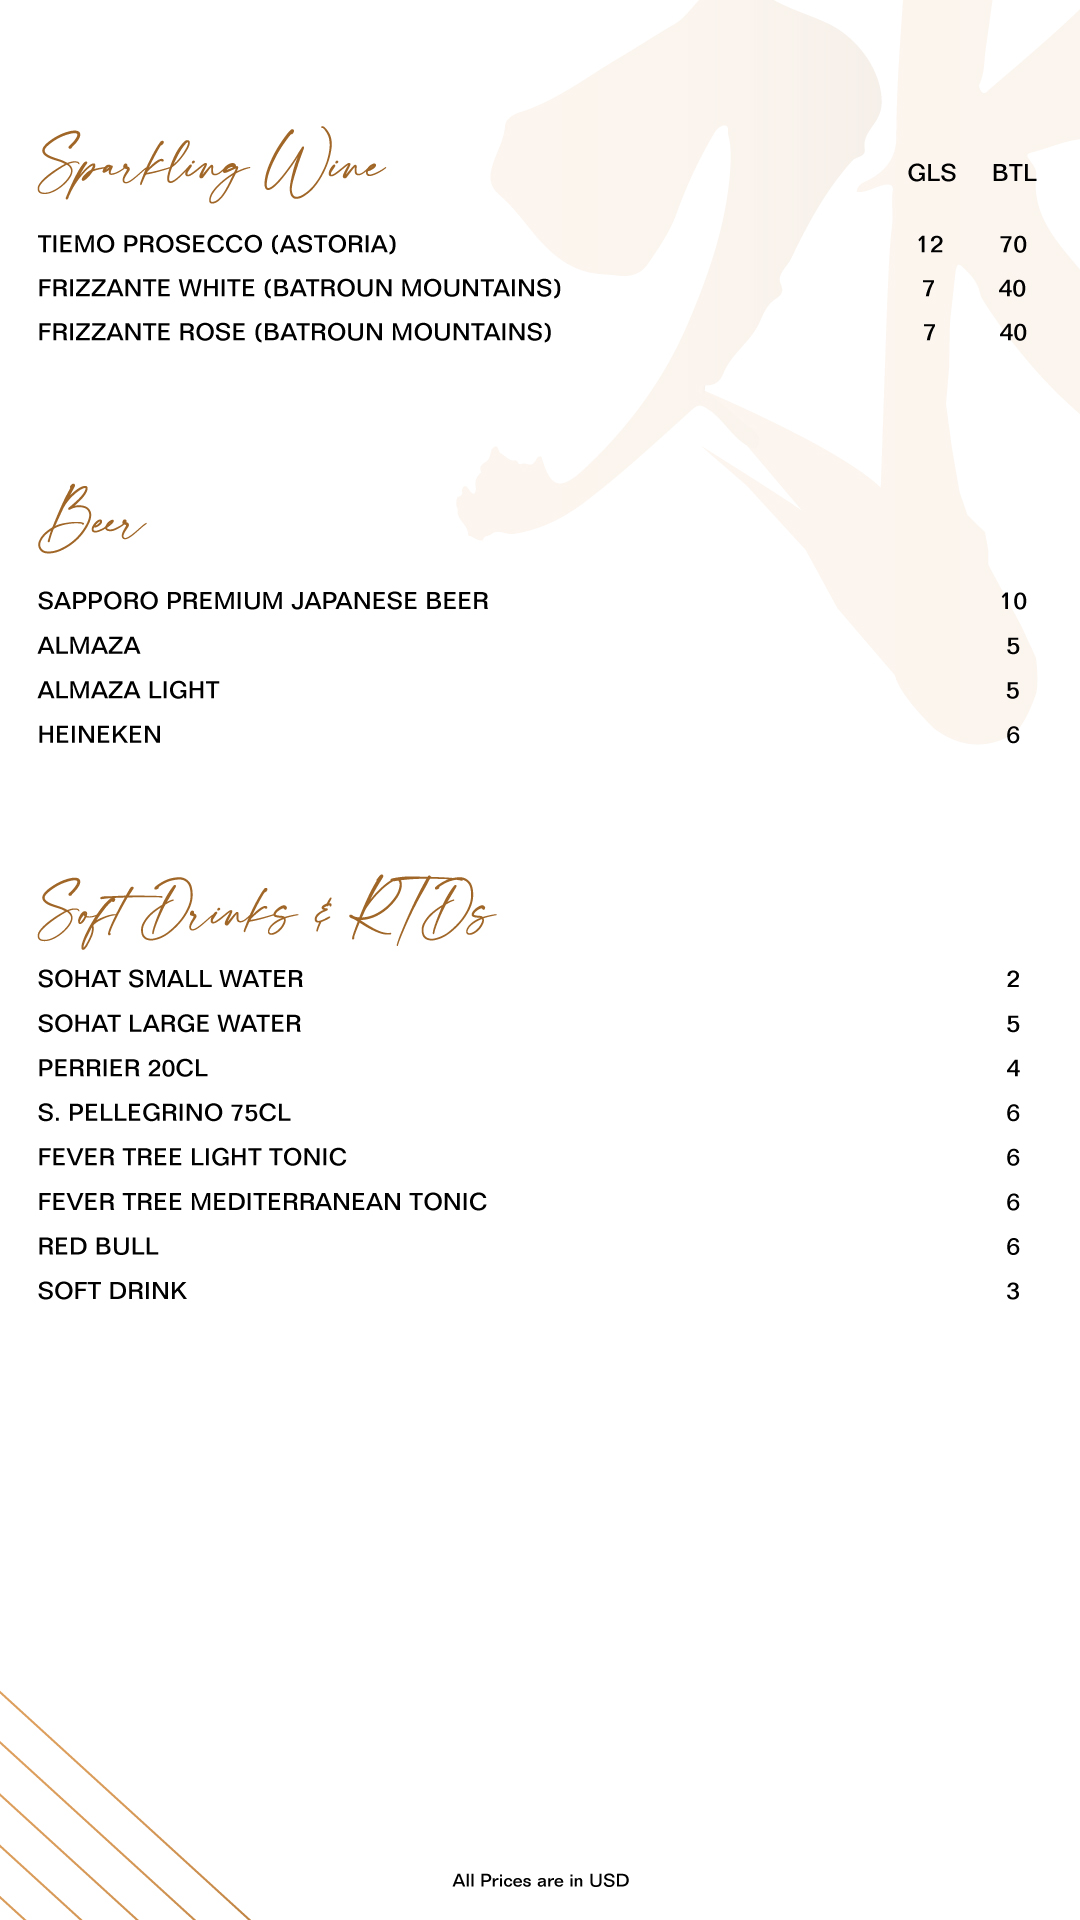 Sparkling Wine GLS BTL
TIEMO PROSECCO (ASTORIA) 12 70
FRIZZANTE WHITE (BATROUN MOUNTAINS) 7 40
FRIZZANTE ROSE (BATROUN MOUNTAINS) 7 40
Beer
SAPPORO PREMIUM JAPANESE BEER 10
ALMAZA 5
ALMAZA LIGHT 5
HEINEKEN 6
Soft Drinks & RTDs
SOHAT SMALL WATER 2
SOHAT LARGE WATER 5
PERRIER 20CL 4
S. PELLEGRINO 75CL 6
FEVER TREE LIGHT TONIC 6
FEVER TREE MEDITERRANEAN TONIC 6
RED BULL 6
SOFT DRINK 3
All Prices are in USD